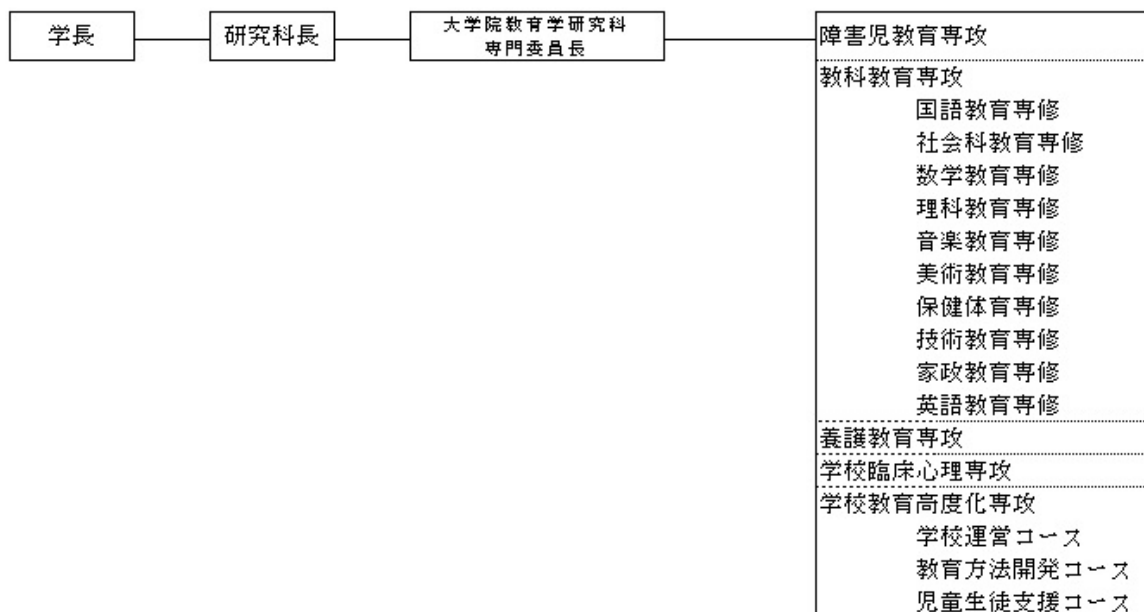 学長
研究科長
大学院教育学研究科
専門委員長
障害児教育専攻
教科教育専攻
国語教育専修
社会科教育専修
数学教育専修
理科教育専修
音楽教育専修
美術教育専修
保健体育専修
技術教育専修
家政教育専修
英語教育専修
養護教育専攻
学校臨床心理専攻
学校教育高度化専攻
学校運営コース
教育方法開発コース
児童生徒支援コース